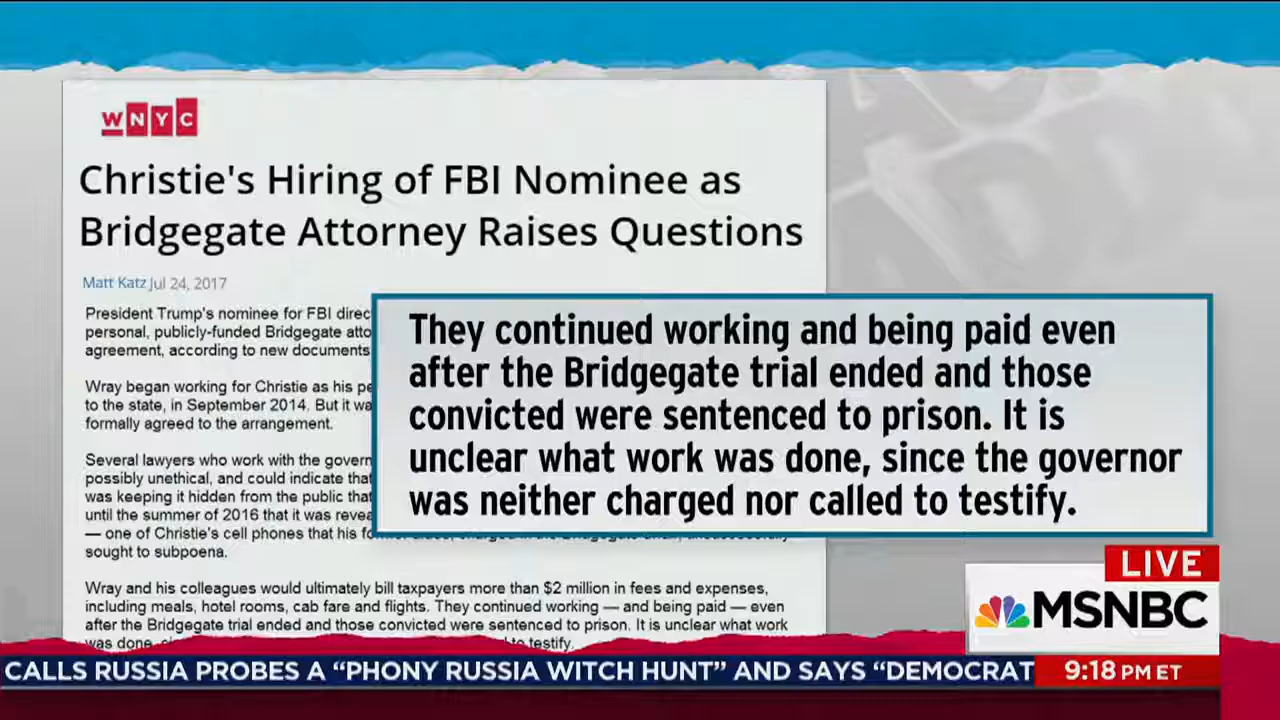 WNYC
Christie's Hiring of FBI Nominee as
Bridgegate Attorney Raises Questions
Matt Katz Jul 24, 2017
President Trump's nominee for FBI direc
personal, publicly-funded Bridgegate atto
agreement, according to new documents
Wray began working for Christie as his pe
to the state, in September 2014. But it wa
formally agreed to the arrangement.
Several lawyers who work with the govern
possibly unethical, and could indicate that
was keeping it hidden from the public that
until the summer of 2016 that it was revea
— one of Christie's cell phones that his
sought to subpoena.
Wray and his colleagues would ultimately bill taxpayers more than $2 million in fees and expenses,
including meals, hotel rooms, cab fare and flights. They continued working — and being paid — even
after the Bridgegate trial ended and those convicted were sentenced to prison. It is unclear what work
was done,
to testify.
They continued working and being paid even
after the Bridgegate trial ended and those
convicted were sentenced to prison. It is
unclear what work was done, since the governor
was neither charged nor called to testify.
LIVE
MSNBC
CALLS RUSSIA PROBES A “PHONY RUSSIA WITCH HUNT” AND SAYS “DEMOCRAT
9:18 PM ET